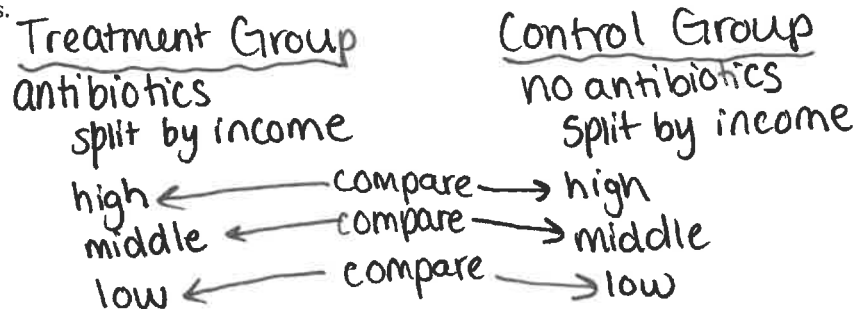 s.
Treatment Group Control Group
antibiotics no antibiotics
split by income split by income
high compare high
middle compare middle
low compare low